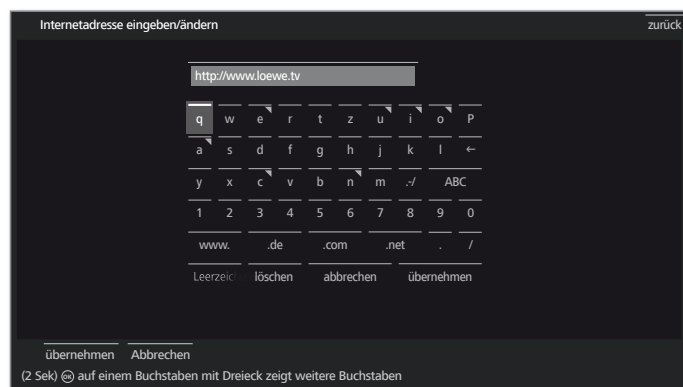 Internetadresse eingeben/ändern zurück
http://www.loewe.tv
q w e r t z u i o P
a s d f g h j k l ←
y x c v b n m .-/ ABC
1 2 3 4 5 6 7 8 9 0
www. .de .com .net . /
Leerzeich löschen abbrechen übernehmen
übernehmen Abbrechen
(2 Sek) OK auf einem Buchstaben mit Dreieck zeigt weitere Buchstaben